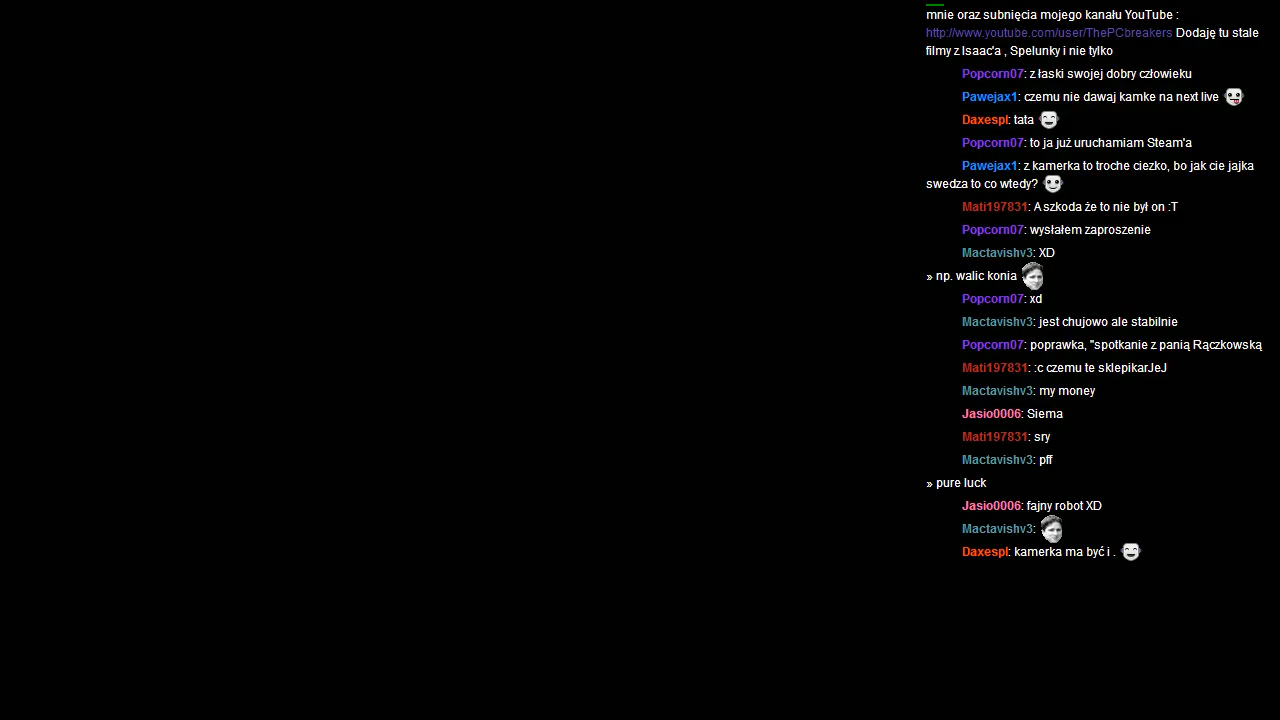 mnie oraz subnięcia mojego kanału YouTube :
http://www.youtube.com/user/ThePCbreakers Dodaję tu stale
filmy z Isaac'a , Spelunky i nie tylko
Popcorn07: z łaski swojej dobry człowieku
Pawejax1: czemu nie dawaj kamke na next live
Daxespl: tata
Popcorn07: to ja już uruchamiam Steam'a
Pawejax1: z kamerka to troche ciezko, bo jak cie jajka
swedza to co wtedy?
Mati197831: A szkoda że to nie był on :T
Popcorn07: wysłałem zaproszenie
Mactavishv3: XD
» np. walic konia
Popcorn07: xd
Mactavishv3: jest chujowo ale stabilnie
Popcorn07: poprawka, "spotkanie z panią Rączkowską
Mati197831: :c czemu te sklepikarJeJ
Mactavishv3: my money
Jasio0006: Siema
Mati197831: sry
Mactavishv3: pff
» pure luck
Jasio0006: fajny robot XD
Mactavishv3:
Daxespl: kamerka ma być i .